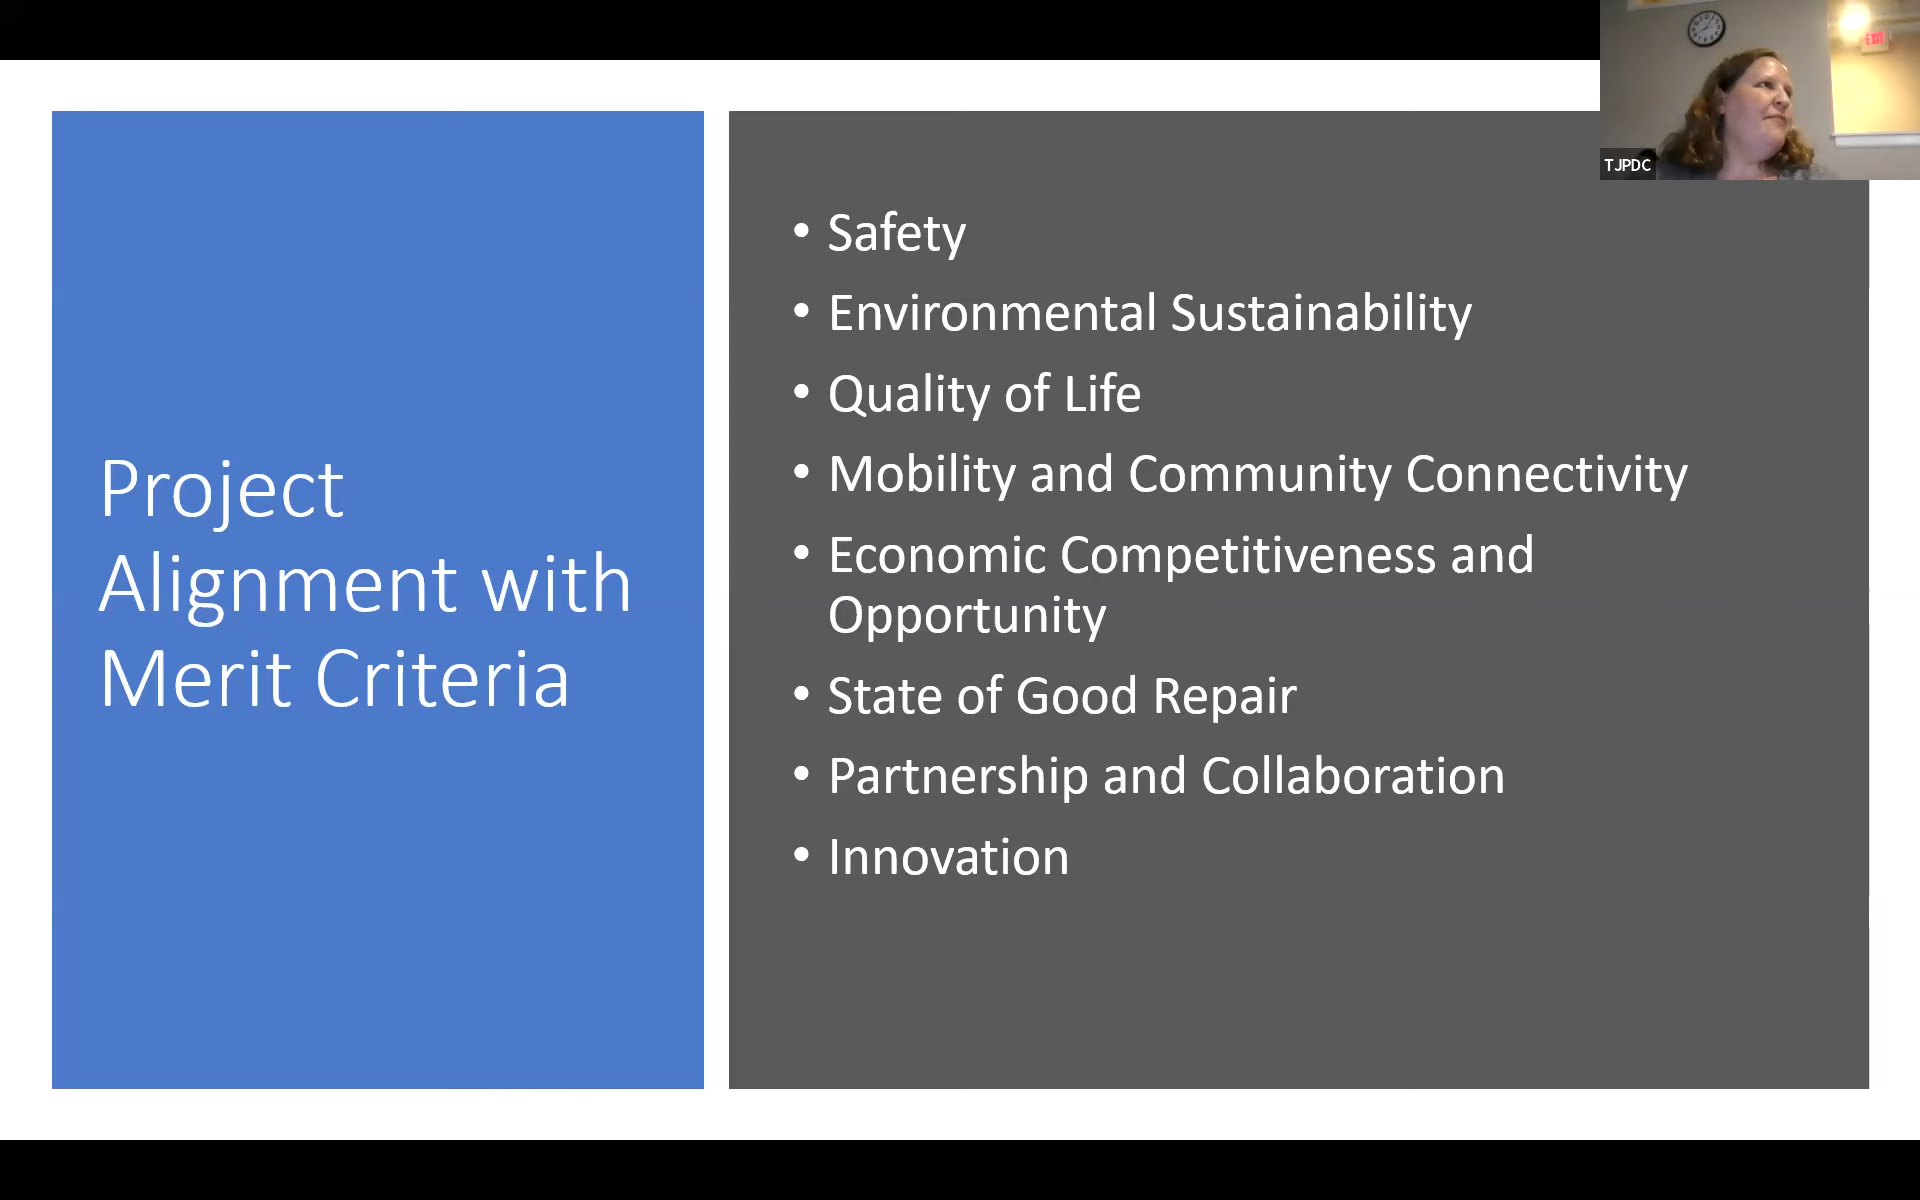 Project
Alignment with
Merit Criteria
• Safety
• Environmental Sustainability
• Quality of Life
• Mobility and Community Connectivity
• Economic Competitiveness and
Opportunity
• State of Good Repair
• Partnership and Collaboration
• Innovation
EXIT
TJPDC